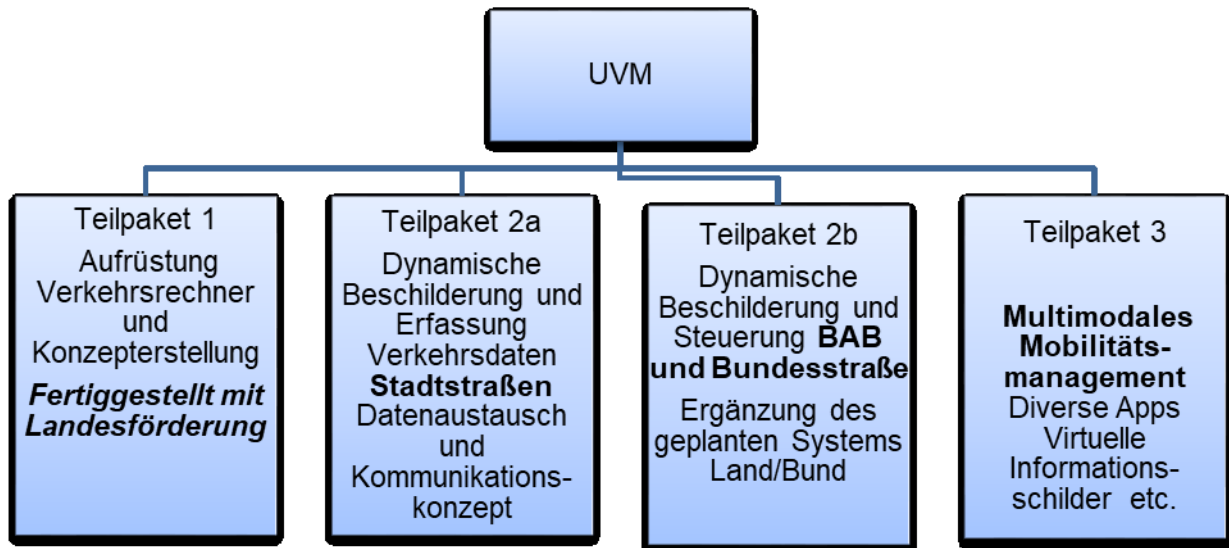 UVM
Teilpaket 1
Aufrüstung
Verkehrsrechner
und
Konzepterstellung
Fertiggestellt mit
Landesförderung
Teilpaket 2a
Dynamische
Beschilderung und
Erfassung
Verkehrsdaten
Stadtstraßen
Datenaustausch
und
Kommunikations-
konzept
Teilpaket 2b
Dynamische
Beschilderung und
Steuerung BAB
und Bundesstraße
Ergänzung des
geplanten Systems
Land/Bund
Teilpaket 3
Multimodales
Mobilitäts-
management
Diverse Apps
Virtuelle
Informations-
schilder etc.